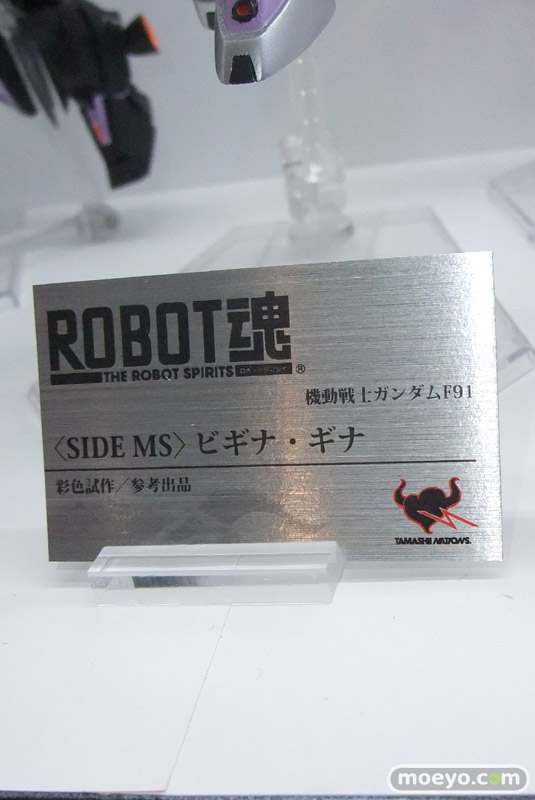 ROBOT魂
THE ROBOT SPIRITS
®
機動戦士ガンダムF91
〈SIDE MS〉ビギナ・ギナ
彩色試作/参考出品
TAMASHII NATIONS.
moeyo.com